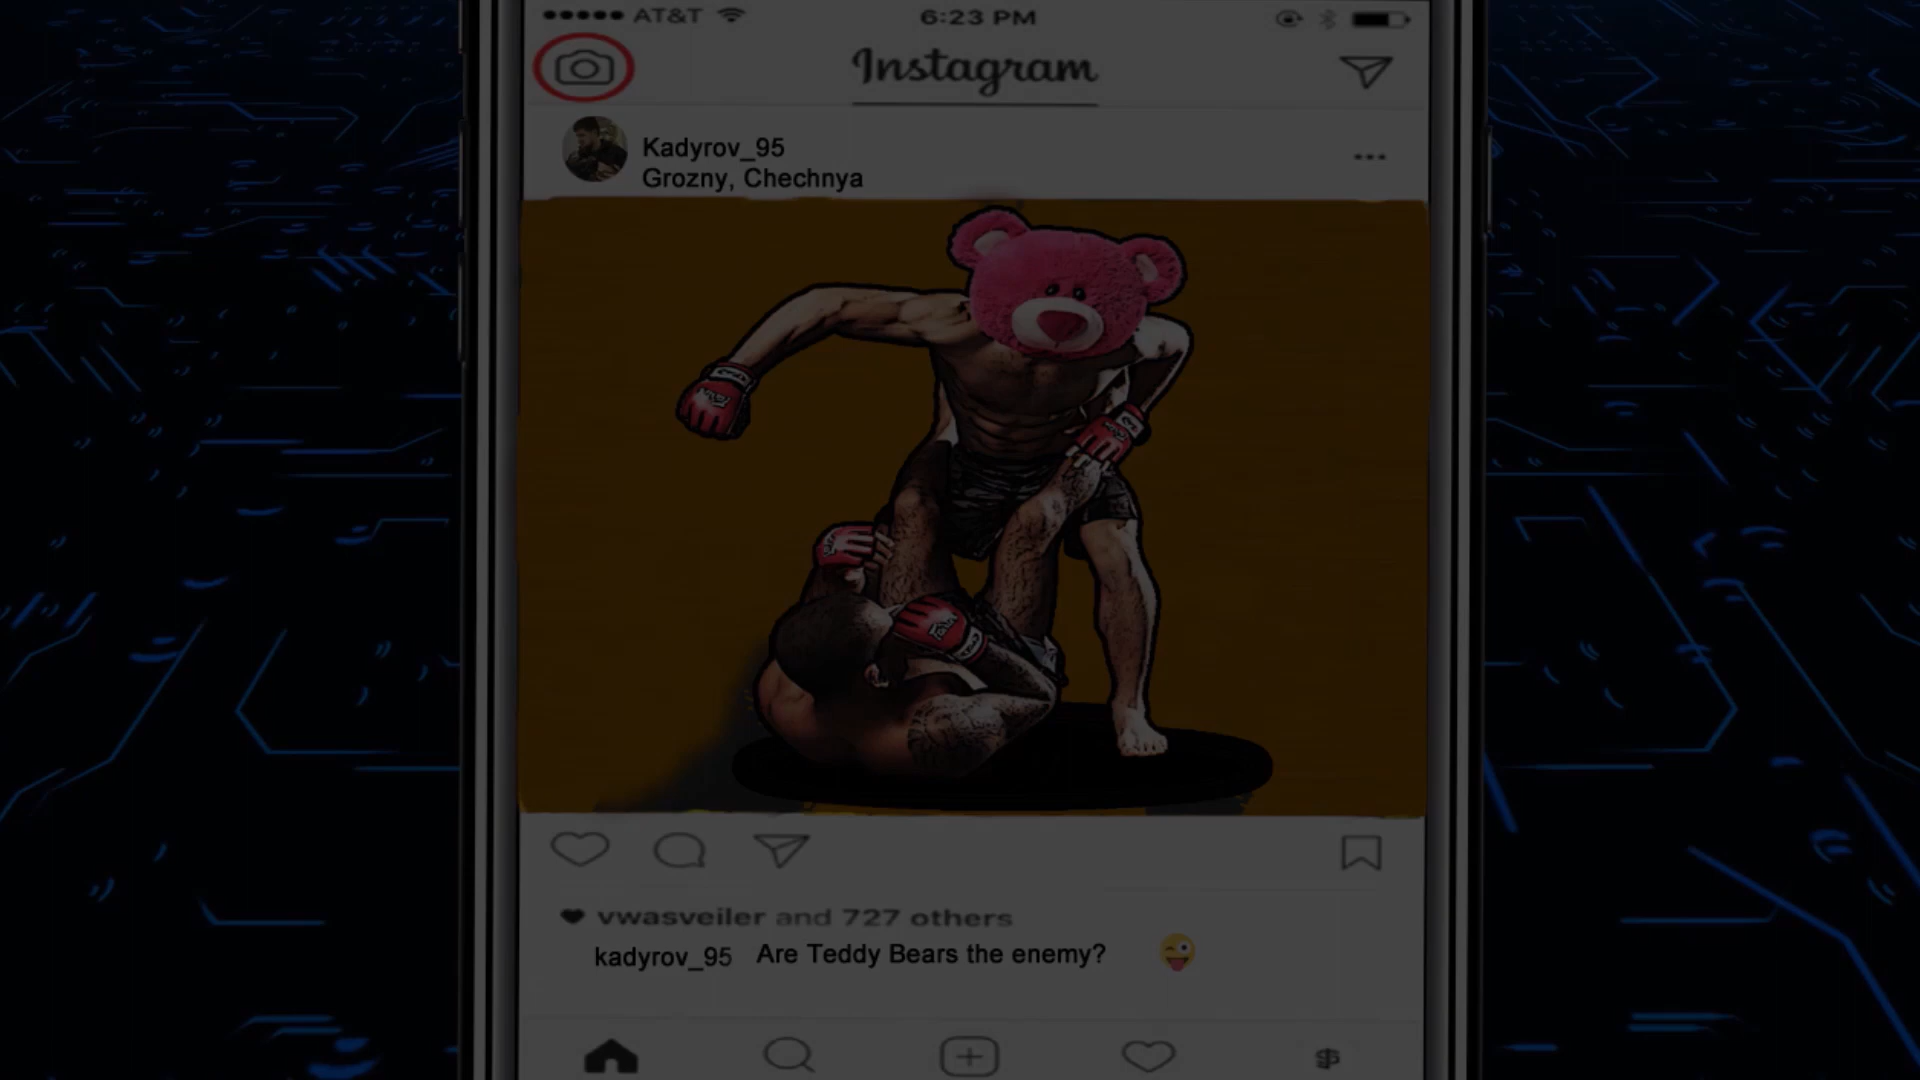 AT&T
6:23 PM
Instagram
Kadyrov_95
Grozny, Chechnya
vwasveiler and 727 others
kadyrov_95 Are Teddy Bears the enemy?